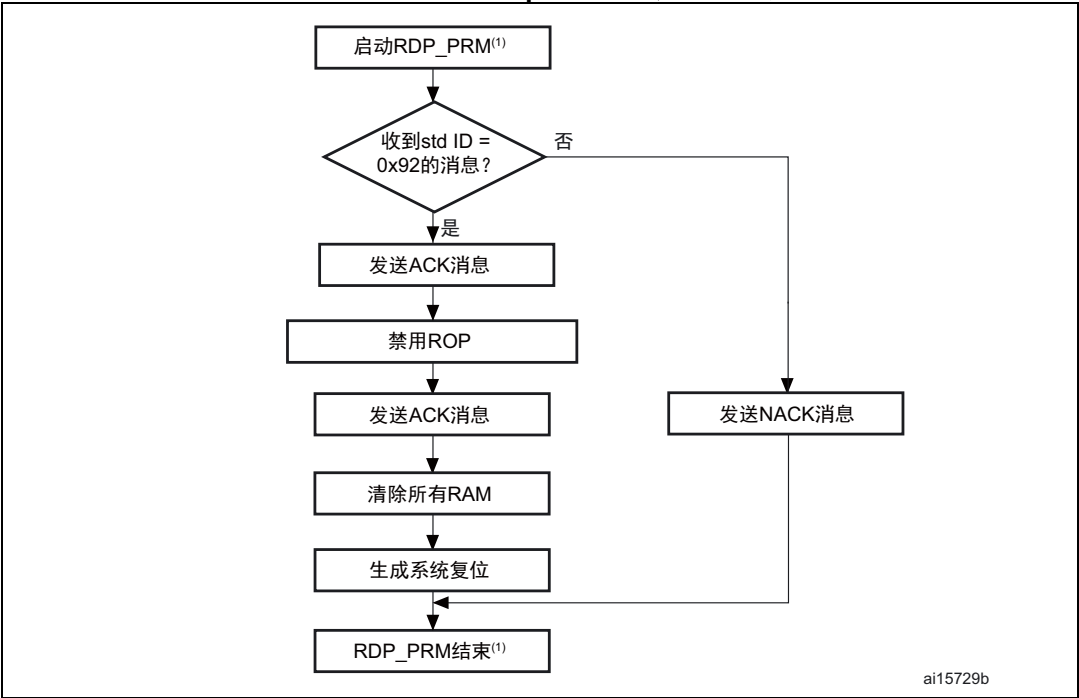 启动RDP_PRM(1)
收到std ID =
0x92的消息？
否
是
发送ACK消息
禁用ROP
发送ACK消息
发送NACK消息
清除所有RAM
生成系统复位
RDP_PRM结束(1)
ai15729b